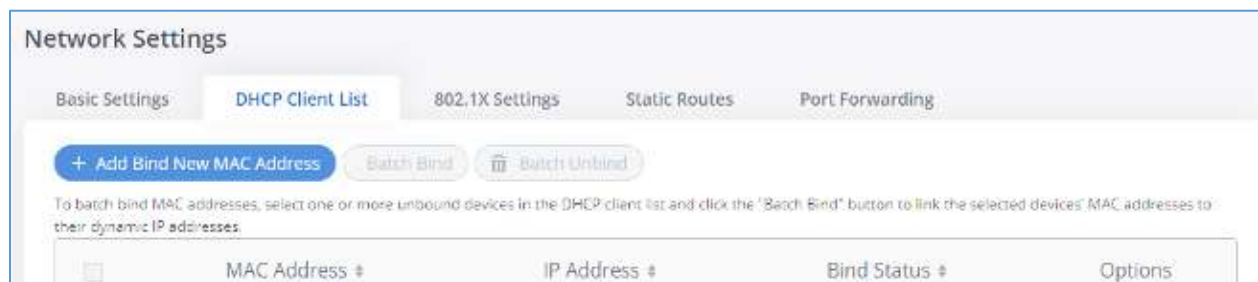 Network Settings
Basic Settings DHCP Client List 802.1X Settings Static Routes Port Forwarding
+ Add Bind New MAC Address Batch Bind Batch Unbind
To batch bind MAC addresses, select one or more unbound devices in the DHCP client list and click the "Batch Bind" button to link the selected devices' MAC addresses to
their dynamic IP addresses.
MAC Address IP Address Bind Status Options